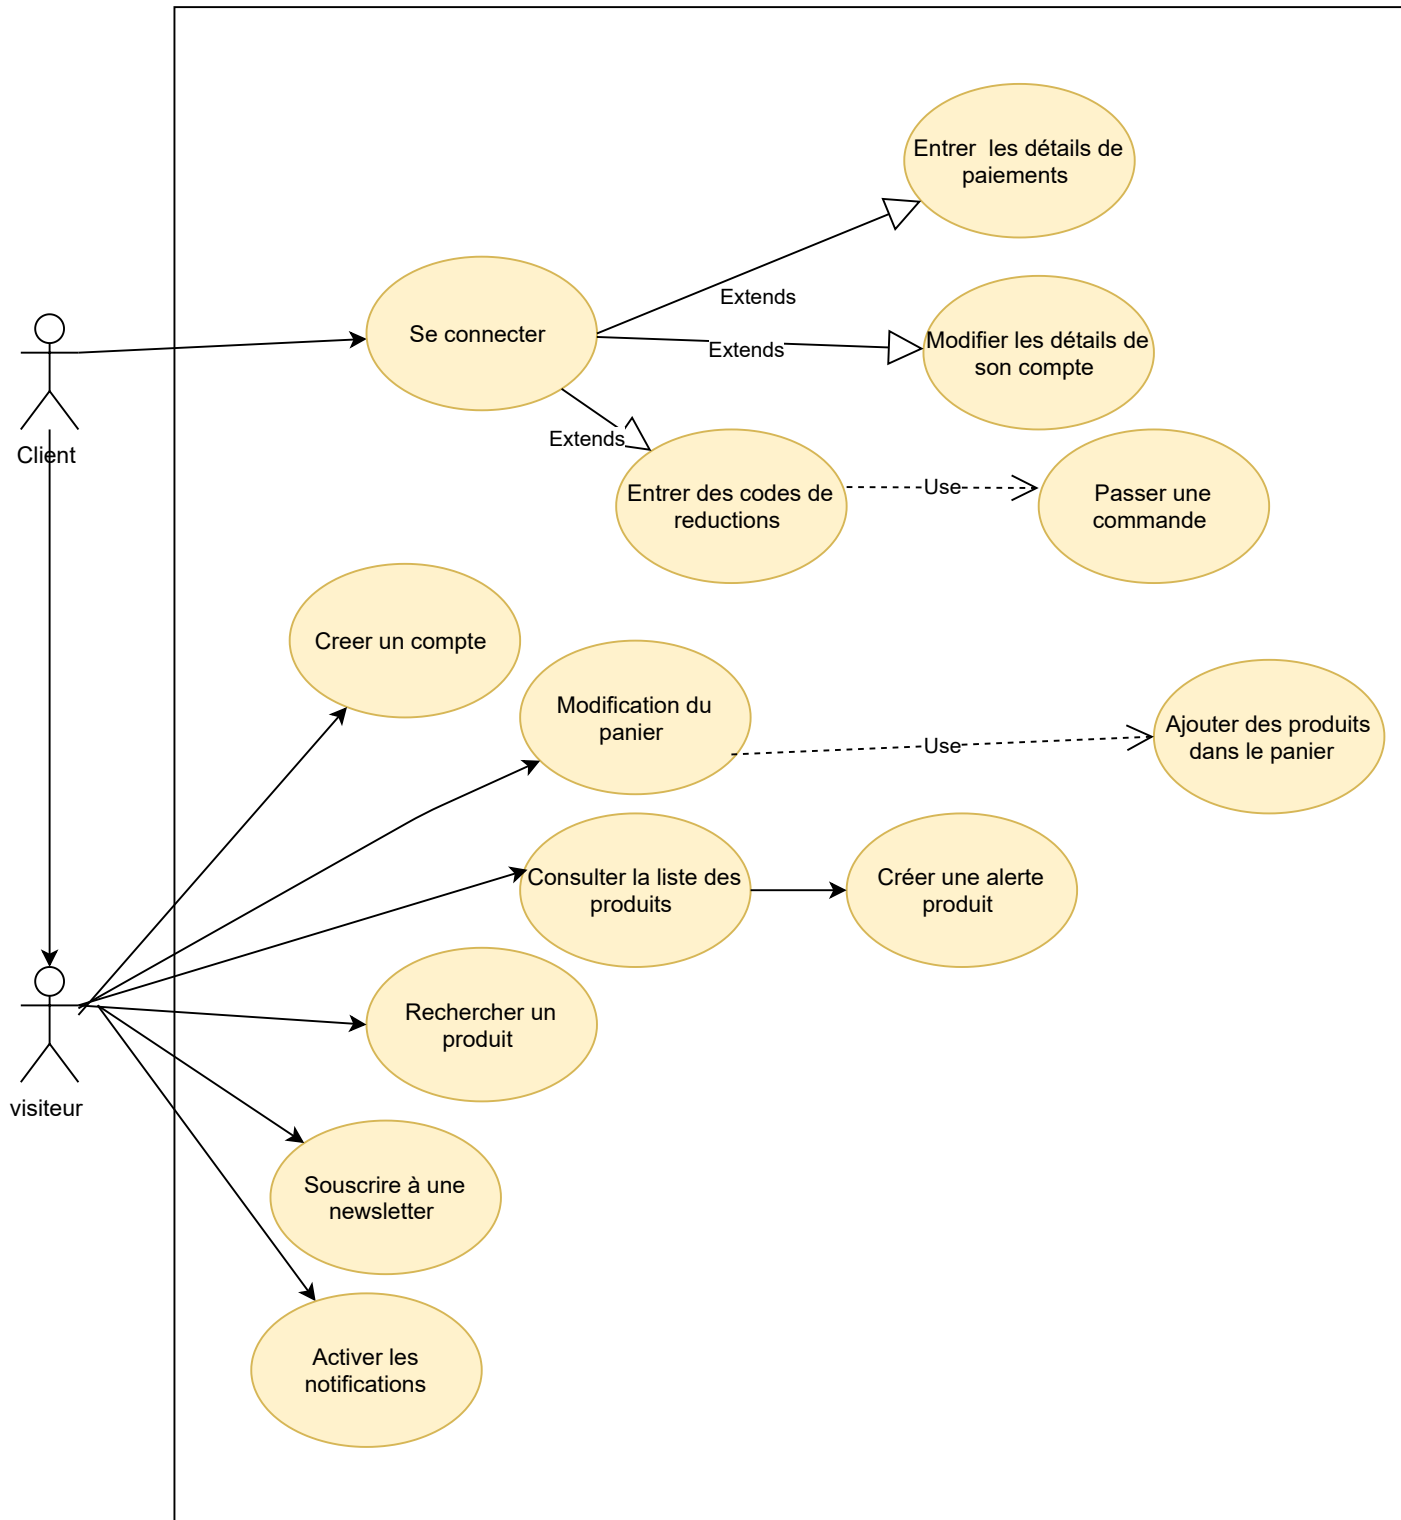 Entrer les détails de
paiements
Extends
Se connecter
Modifier les détails de
son compte
Extends
Extends
Client
Entrer des codes de
reductions
Use
Passer une
commande
Creer un compte
Modification du
panier
Use
Ajouter des produits
dans le panier
Consulter la liste des
produits
Créer une alerte
produit
Rechercher un
produit
visiteur
Souscrire à une
newsletter
Activer les
notifications